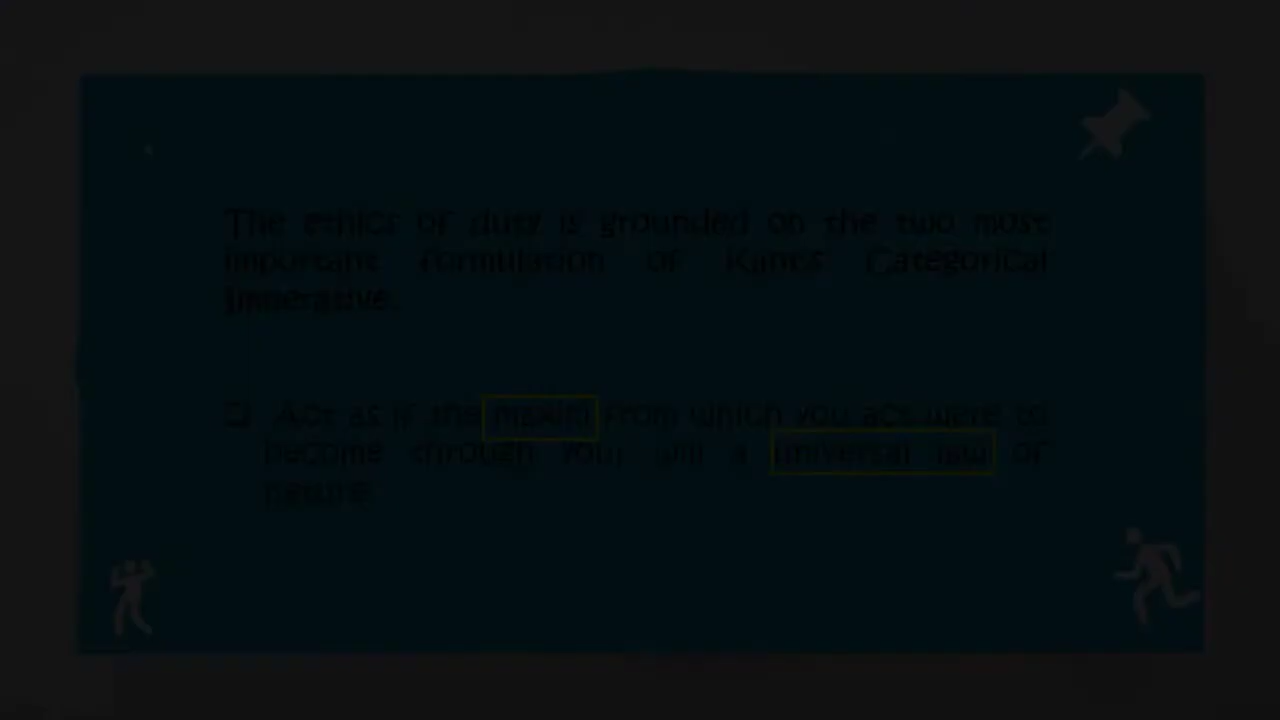 The ethics of duty is grounded on the two most
important formulation of Kant's Categorical
Imperative.
Act as if the maxim from which you act were to
become through your will a universal law of
nature.